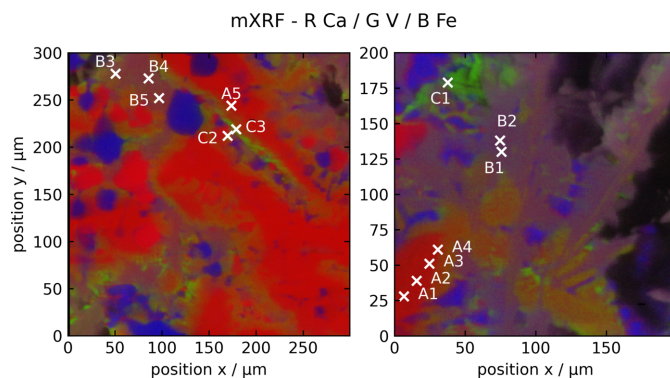 mXRF - R Ca / G V / B Fe
300
250
200
150
100
50
0
position y / μm
0
50
100
150
200
250
position x / μm
B3
B4
B5
A5
C3
C2
200
175
150
125
100
75
50
25
0
0
50
100
150
position x / μm
C1
B2
B1
A4
A3
A2
A1